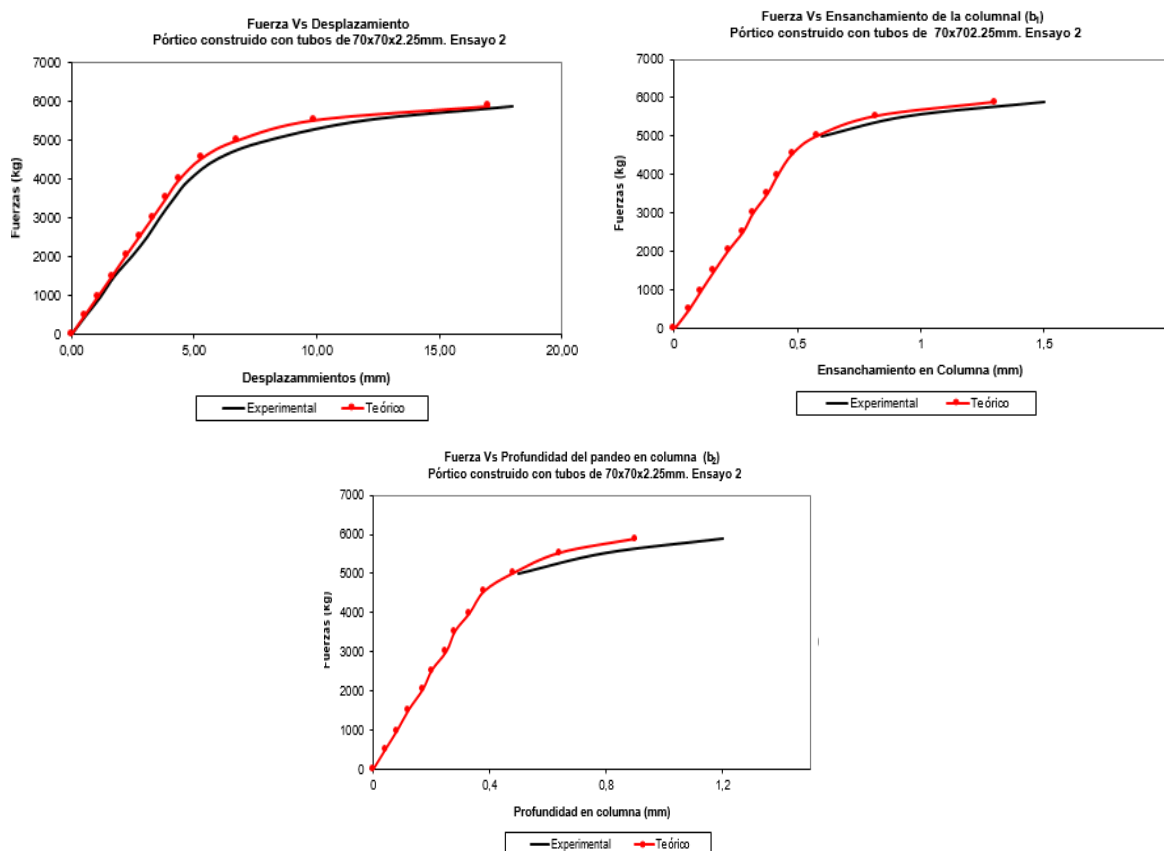 Fuerza Vs Desplazamiento
Pórtico construido con tubos de 70x70x2.25mm. Ensayo 2
7000
6000
5000
4000
3000
2000
1000
0
Fuerzas (kg)
0,00 5,00 10,00 15,00 20,00
Desplazammientos (mm)
Experimental Teórico
Fuerza Vs Ensanchamiento de la columnal (b₁)
Pórtico construido con tubos de 70x702.25mm. Ensayo 2
7000
6000
5000
4000
3000
2000
1000
0
Fuerzas (kg)
0 0,5 1 1,5
Ensanchamiento en Columna (mm)
Experimental Teórico
Fuerza Vs Profundidad del pandeo en columna (b₂)
Pórtico construido con tubos de 70x70x2.25mm. Ensayo 2
7000
6000
5000
4000
3000
2000
1000
0
Fuerzas (kg)
0 0,4 0,8 1,2
Profundidad en columna (mm)
Experimental Teórico